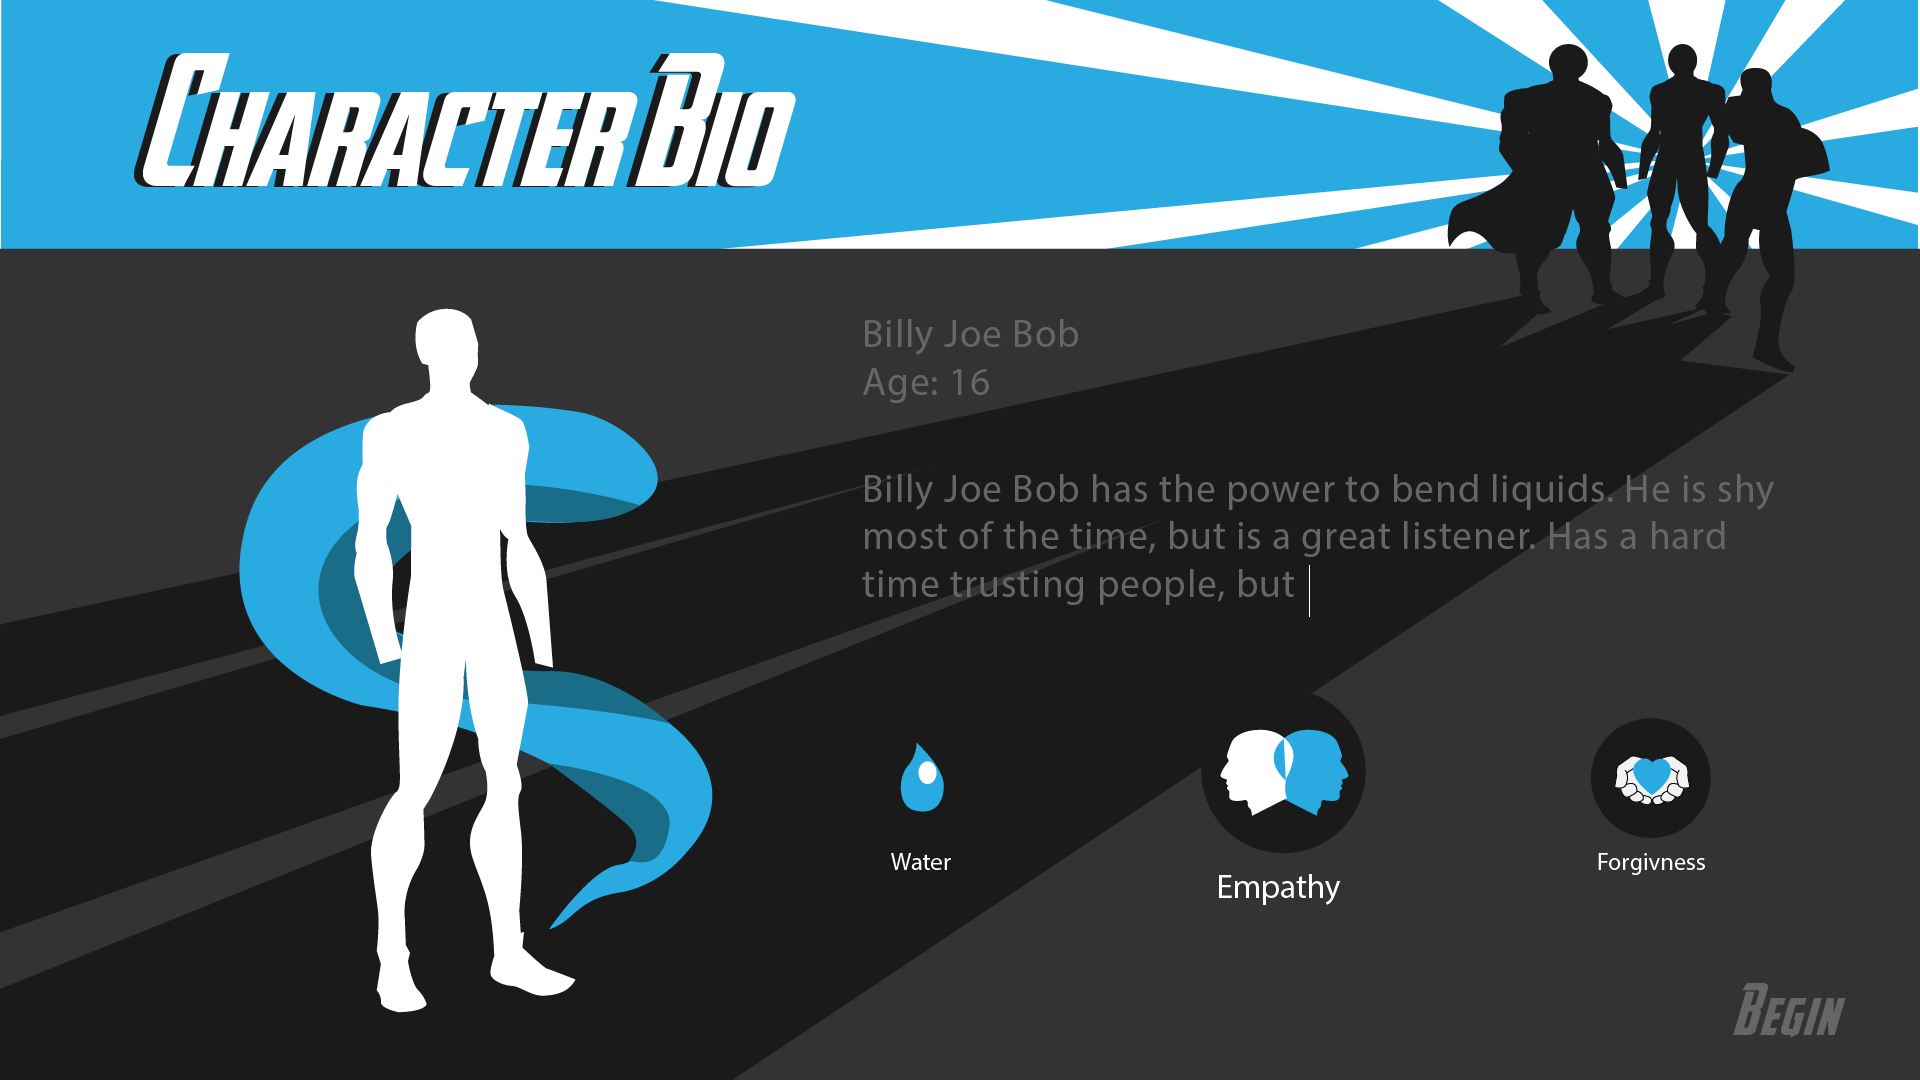 Character Bio
Billy Joe Bob
Age: 16
Billy Joe Bob has the power to bend liquids. He is shy
most of the time, but is a great listener. Has a hard
time trusting people, but
Water
Empathy
Forgivness
Begin